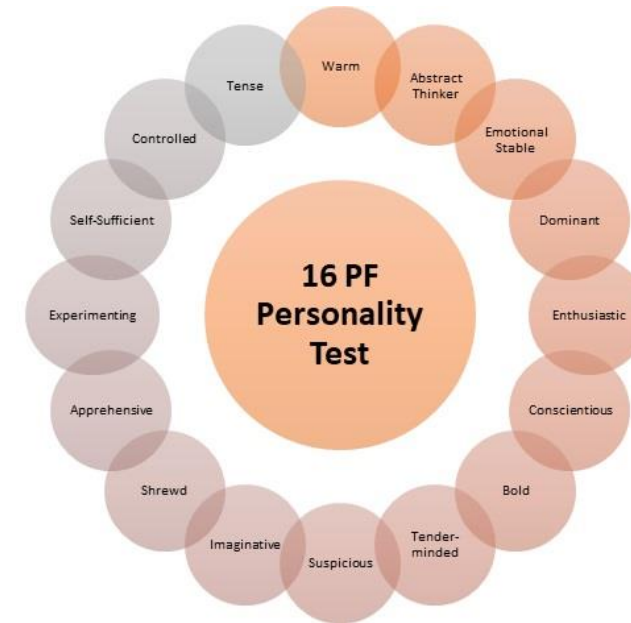 Warm
Abstract
Thinker
Emotional
Stable
Dominant
Enthusiastic
Conscientious
Bold
Tender-
minded
Suspicious
Imaginative
Shrewd
Apprehensive
Experimenting
Self-Sufficient
Controlled
Tense
16 PF
Personality
Test